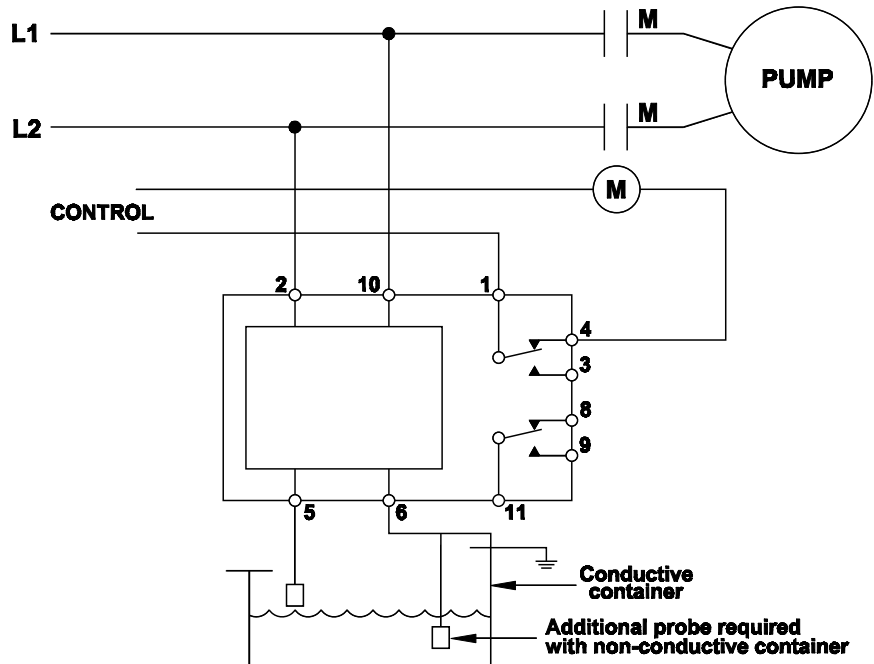 M
L1
PUMP
L2
M
M
CONTROL
2
10
1
4
3
8
9
5
6
11
Conductive
container
Additional probe required
with non-conductive container